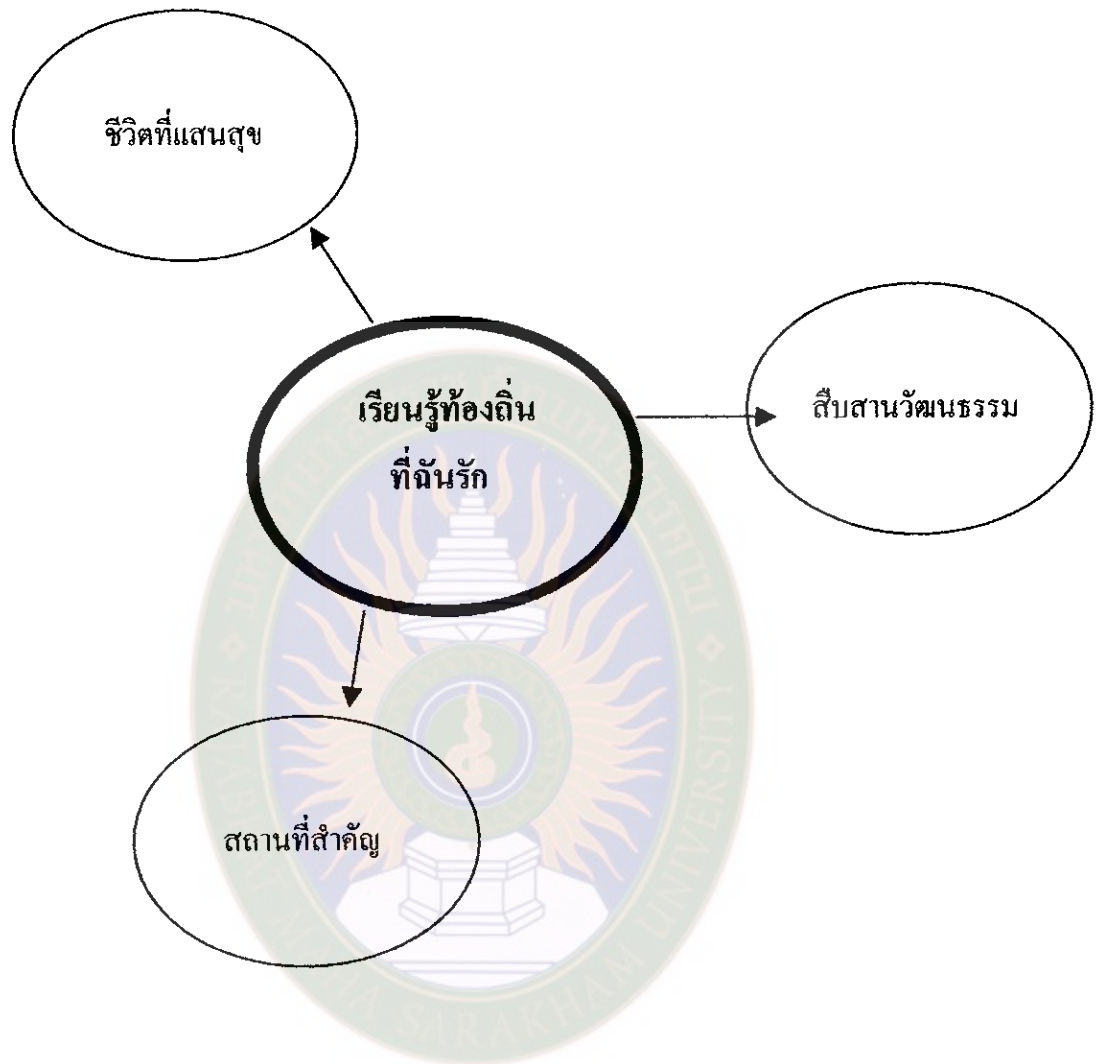 ชีวิตที่แสนสุข
เรียนรู้ท้องถิ่น
ที่ฉันรัก
สืบสานวัฒนธรรม
สถานที่สำคัญ
SARAKHAM UNIVERSITY